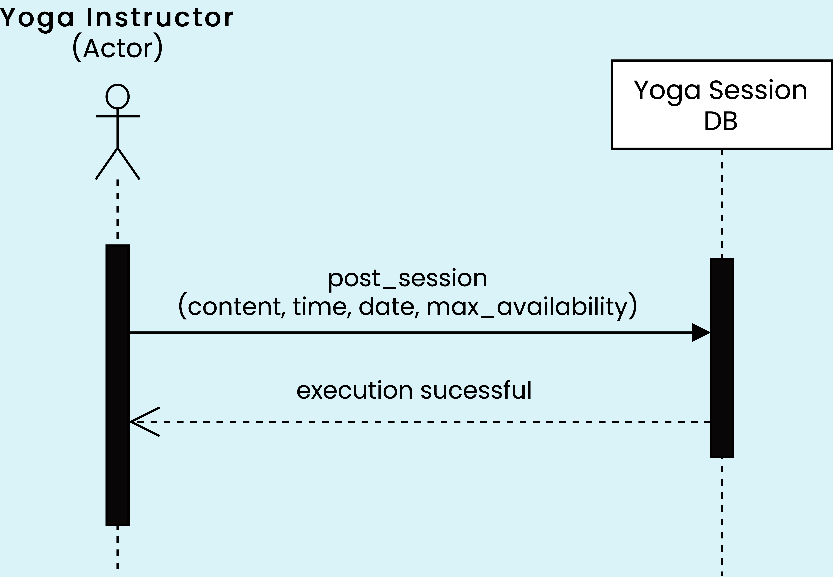 Yoga Instructor
(Actor)
Yoga Session
DB
post_session
(content, time, date, max_availability)
execution sucessful